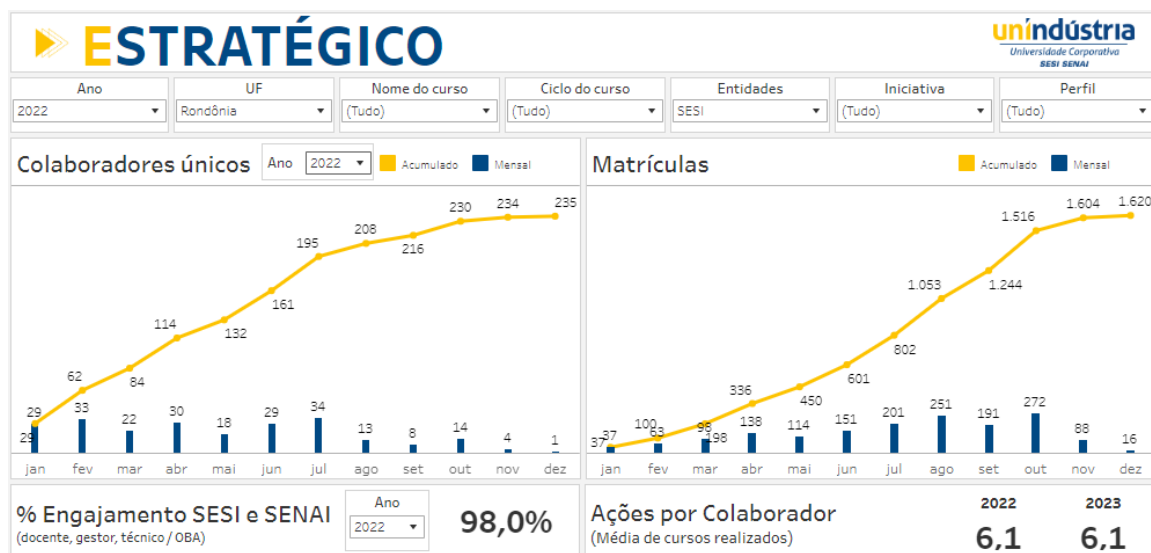 ESTRATÉGICO
unindústria
Universidade Corporativa
SESI SENAI
Ano UF Nome do curso Ciclo do curso Entidades Iniciativa Perfil
2022 Rondônia (Tudo) (Tudo) SESI (Tudo) (Tudo)
Colaboradores únicos Ano 2022 Acumulado Mensal
29 62 84 114 132 161 195 208 216 230 234 235
29 33 22 30 18 29 34 13 8 14 4 1
jan fev mar abr mai jun jul ago set out nov dez
Matrículas Acumulado Mensal
37 100 198 336 450 601 802 1.053 1.244 1.516 1.604 1.620
37 63 98 138 114 151 201 251 191 272 88 16
jan fev mar abr mai jun jul ago set out nov dez
% Engajamento SESI e SENAI
(docente, gestor, técnico / OBA)
Ano
2022
98,0%
Ações por Colaborador
(Média de cursos realizados)
2022 2023
6,1 6,1